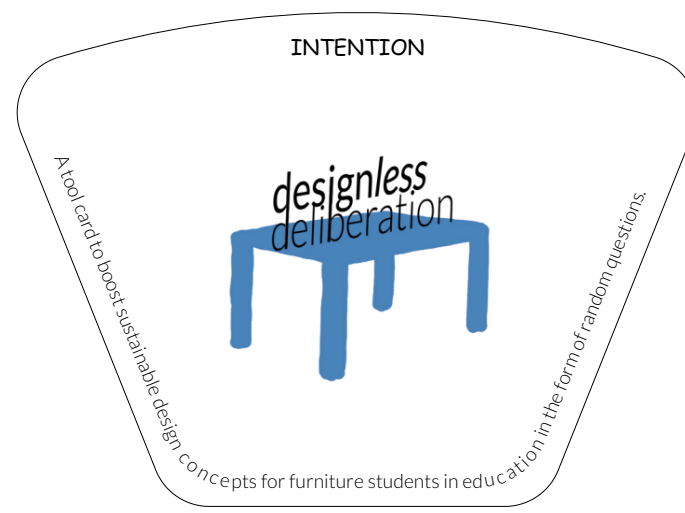 INTENTION
designless
deliberation
A tool card to boost sustainable design concepts for furniture students in education in the form of random questions.